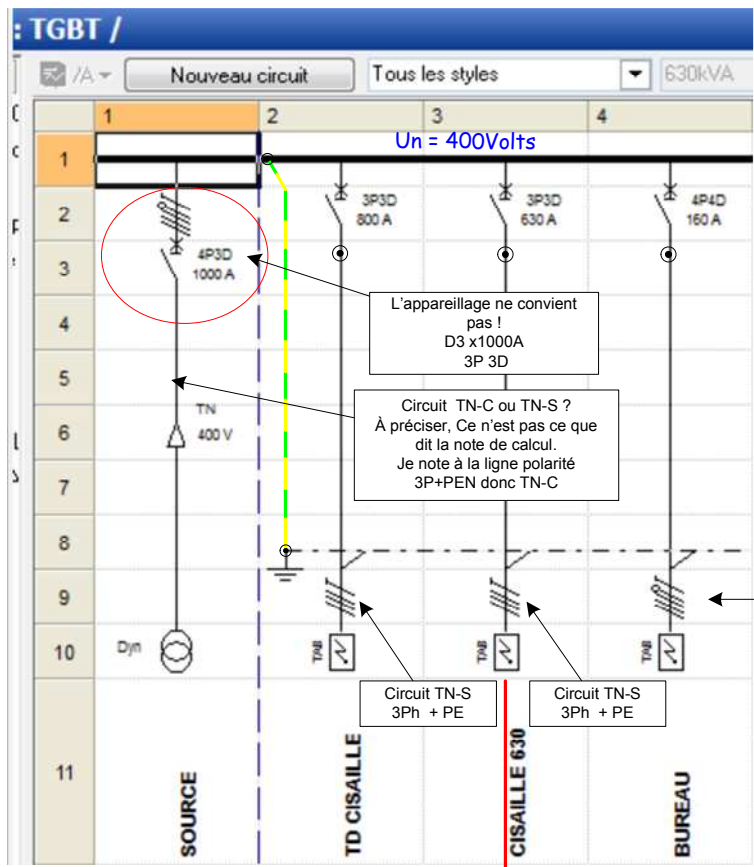 : TGBT /
/A
Nouveau circuit
Tous les styles
630kVA
1
2
3
4
1
Un = 400Volts
2
3P3D
800 A
3P3D
630 A
4P4D
160 A
3
4P3D
1000 A
L'appareillage ne convient
pas !
D3 x1000A
3P 3D
4
5
Circuit TN-C ou TN-S ?
À préciser, Ce n'est pas ce que
dit la note de calcul.
Je note à la ligne polarité
3P+PEN donc TN-C
6
TN
400 V
7
8
9
10
Dyn
TAB
TAB
TAB
Circuit TN-S
3Ph + PE
Circuit TN-S
3Ph + PE
11
SOURCE
TD CISAILLE
CISAILLE 630
BUREAU